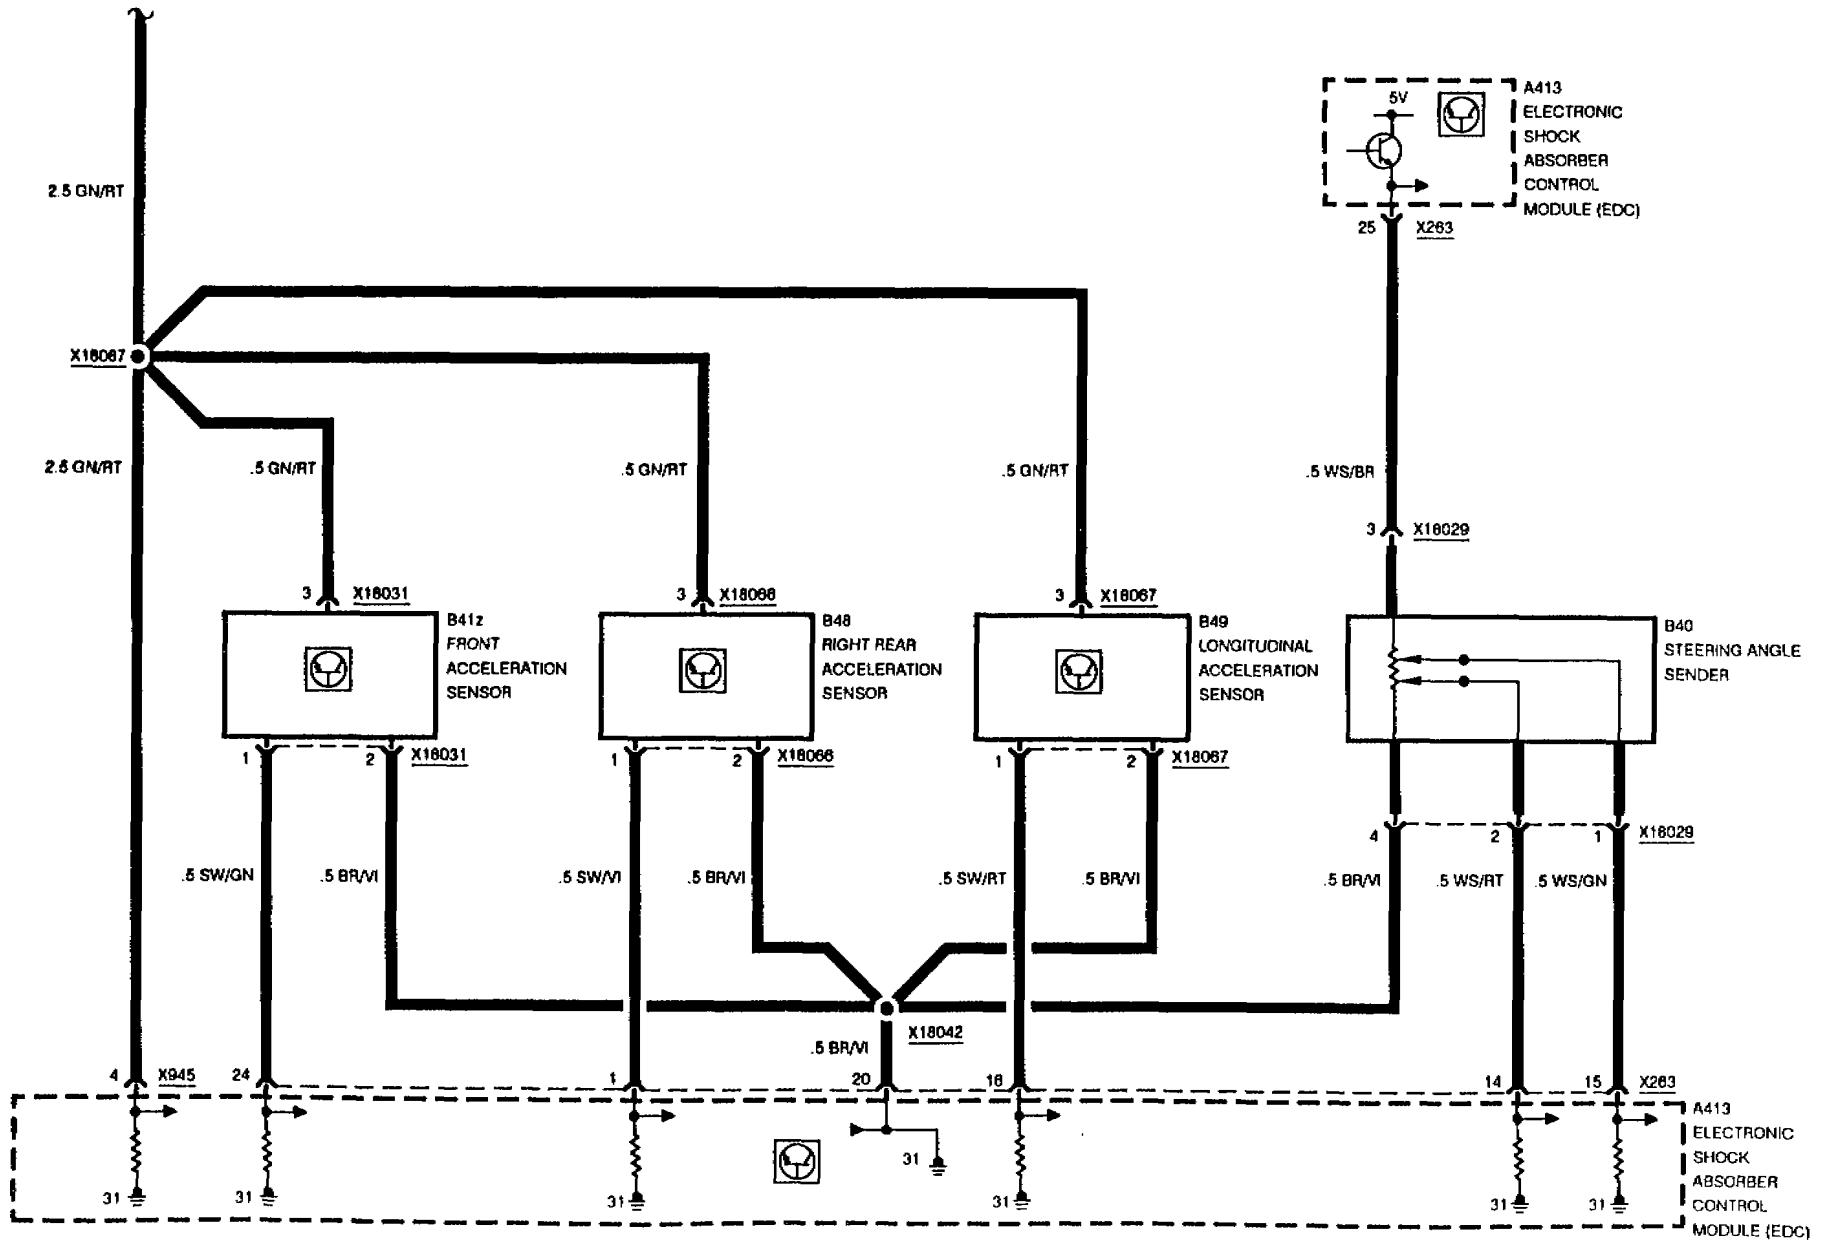 5V
A413
ELECTRONIC
SHOCK
ABSORBER
CONTROL
MODULE (EDC)
25 X263
2.5 GN/RT
X18087
2.5 GN/RT
.5 GN/RT
.5 GN/RT
.5 GN/RT
.5 WS/BR
3 X18029
3 X18031
3 X18066
3 X18067
B41z
FRONT
ACCELERATION
SENSOR
B48
RIGHT REAR
ACCELERATION
SENSOR
B49
LONGITUDINAL
ACCELERATION
SENSOR
B40
STEERING ANGLE
SENDER
1 2 X18031
1 2 X18066
1 2 X18067
4 2 1 X18029
.5 SW/GN
.5 BR/VI
.5 SW/VI
.5 BR/VI
.5 SW/RT
.5 BR/VI
.5 BR/VI
.5 WS/RT
.5 WS/GN
X18042
.5 BR/VI
4 X945 24 1 20 16 14 15 X263
A413
ELECTRONIC
SHOCK
ABSORBER
CONTROL
MODULE (EDC)
31 31 31 31 31 31 31